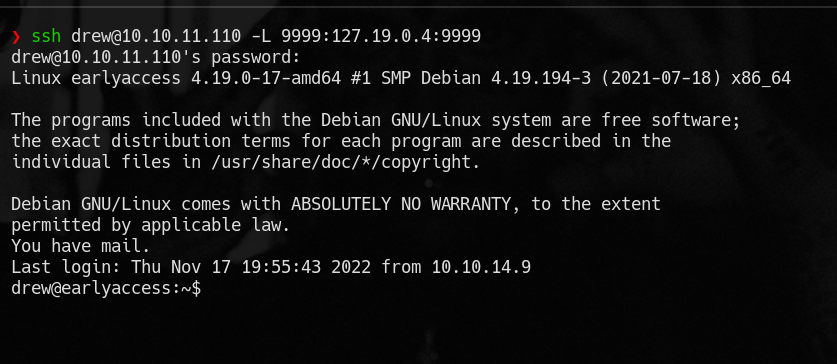 ❯ ssh drew@10.10.11.110 -L 9999:127.19.0.4:9999
drew@10.10.11.110's password:
Linux earlyaccess 4.19.0-17-amd64 #1 SMP Debian 4.19.194-3 (2021-07-18) x86_64
The programs included with the Debian GNU/Linux system are free software;
the exact distribution terms for each program are described in the
individual files in /usr/share/doc/*/copyright.
Debian GNU/Linux comes with ABSOLUTELY NO WARRANTY, to the extent
permitted by applicable law.
You have mail.
Last login: Thu Nov 17 19:55:43 2022 from 10.10.14.9
drew@earlyaccess:~$